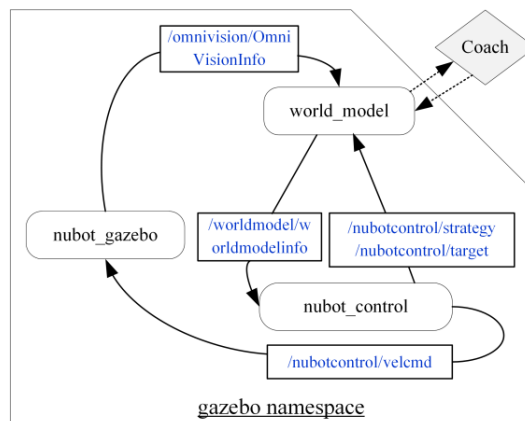 /omnivision/Omni
VisionInfo
Coach
world_model
nubot_gazebo
/worldmodel/w
orldmodelinfo
/nubotcontrol/strategy
/nubotcontrol/target
nubot_control
/nubotcontrol/velcmd
gazebo namespace